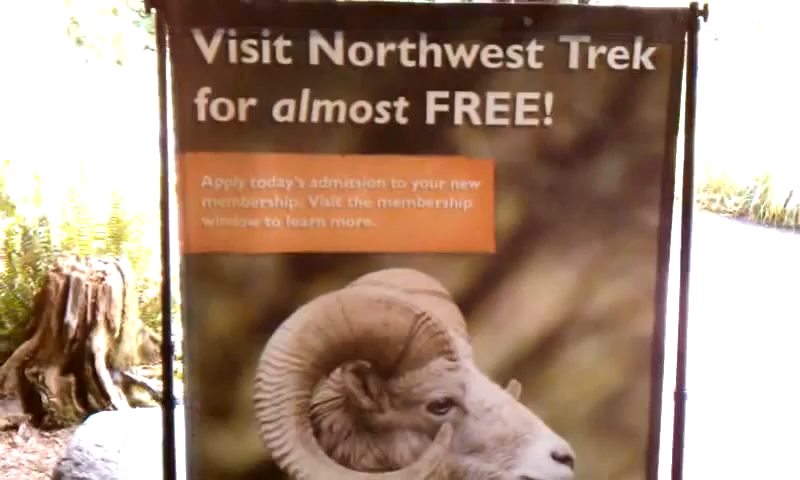 Visit Northwest Trek
for almost FREE!
Apply today's admission to your new
membership. Visit the membership
window to learn more.